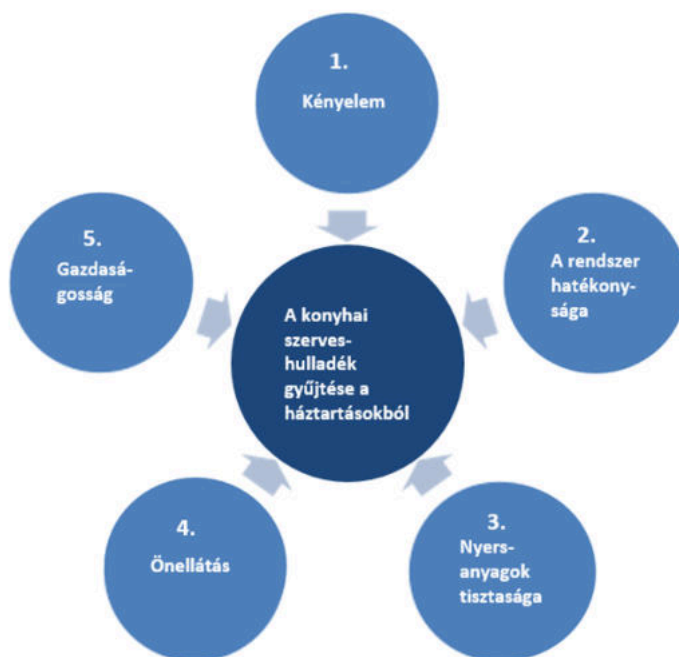 1.
Kényelem
2.
A rendszer
hatékony-
sága
3.
Nyers-
anyagok
tisztasága
4.
Önellátás
5.
Gazdasá-
gosság
A konyhai
szerves-
hulladék
gyűjtése a
háztartásokból